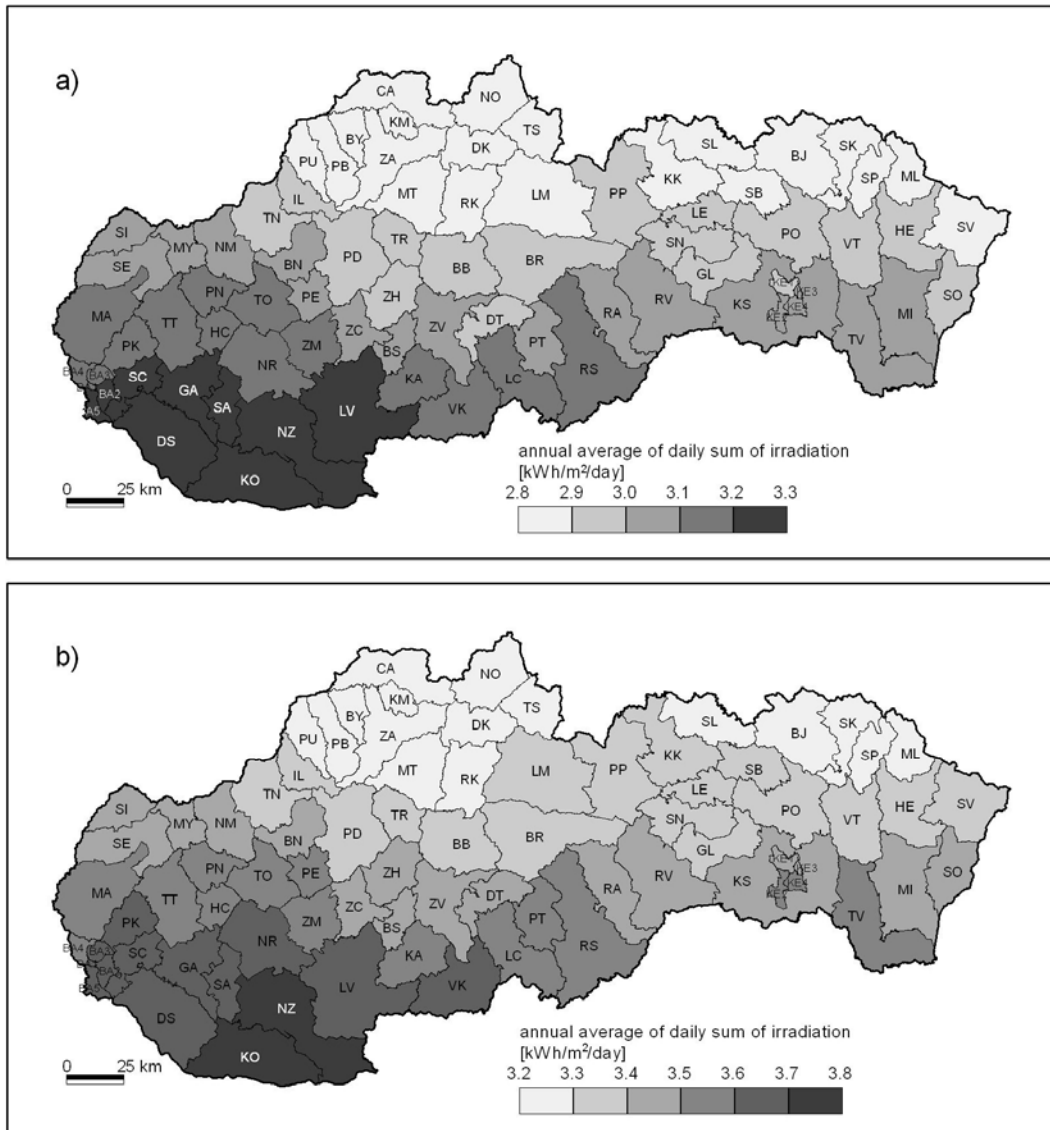 a)
CA
NO
KM
TS
BY
DK
PU
PB
ZA
SL
SK
BJ
SP
ML
MT
RK
LM
PP
KK
SB
IL
TN
LE
SI
MY
NM
TR
SN
PO
VT
HE
SV
SE
BN
PD
BB
BR
GL
MA
PN
TO
PE
ZH
KS
KE3
MI
SO
TT
HC
ZM
ZC
ZV
DT
RA
RV
TV
PK
NR
BS
PT
RS
BA4
BA3
SC
GA
KA
LC
BA2
SA
LV
VK
BA5
DS
NZ
KO
annual average of daily sum of irradiation
[kWh/m²/day]
0 25 km
2.8 2.9 3.0 3.1 3.2 3.3
b)
CA
NO
KM
TS
BY
DK
PU
PB
ZA
SL
SK
BJ
SP
ML
MT
RK
LM
PP
KK
SB
IL
TN
LE
SI
MY
NM
TR
SN
PO
VT
HE
SV
SE
BN
PD
BB
BR
GL
MA
PN
TO
PE
ZH
KS
KE3
MI
SO
TT
HC
ZM
ZC
ZV
DT
RA
RV
TV
PK
NR
BS
PT
RS
BA4
BA3
SC
GA
KA
LC
BA2
SA
LV
VK
BA5
DS
NZ
KO
annual average of daily sum of irradiation
[kWh/m²/day]
0 25 km
3.2 3.3 3.4 3.5 3.6 3.7 3.8